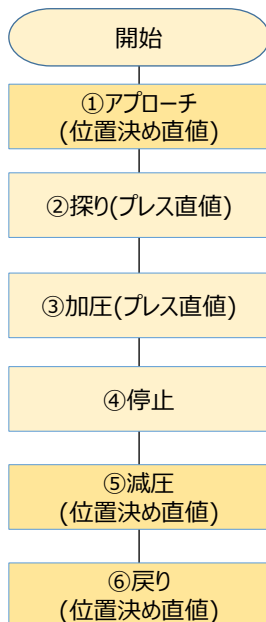 開始
①アプローチ
(位置決め直値)
②探り(プレス直値)
③加圧(プレス直値)
④停止
⑤減圧
(位置決め直値)
⑥戻り
(位置決め直値)